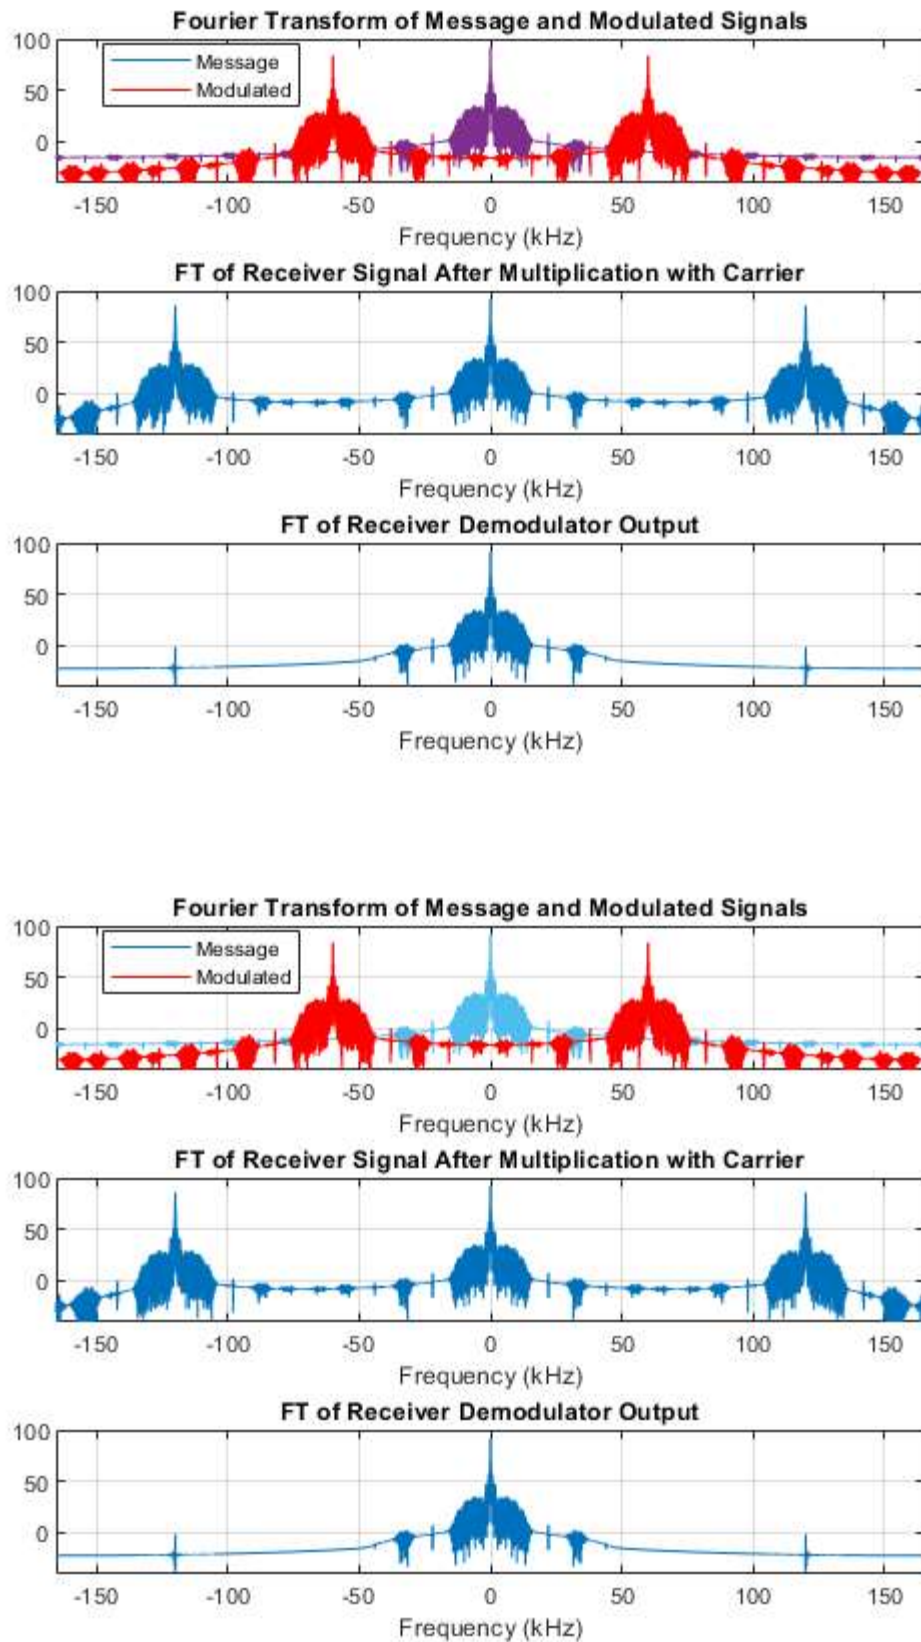 Fourier Transform of Message and Modulated Signals
100
50
0
Message
Modulated
-150 -100 -50 0 50 100 150
Frequency (kHz)
FT of Receiver Signal After Multiplication with Carrier
100
50
0
-150 -100 -50 0 50 100 150
Frequency (kHz)
FT of Receiver Demodulator Output
100
50
0
-150 -100 -50 0 50 100 150
Frequency (kHz)
Fourier Transform of Message and Modulated Signals
100
50
0
Message
Modulated
-150 -100 -50 0 50 100 150
Frequency (kHz)
FT of Receiver Signal After Multiplication with Carrier
100
50
0
-150 -100 -50 0 50 100 150
Frequency (kHz)
FT of Receiver Demodulator Output
100
50
0
-150 -100 -50 0 50 100 150
Frequency (kHz)